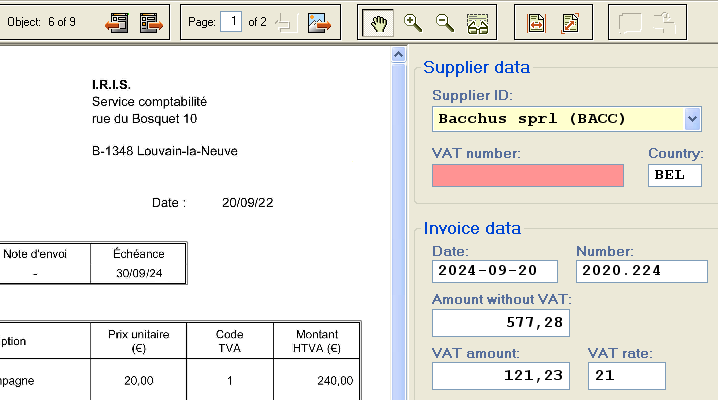 Object: 6 of 9
Page: 1 of 2
I.R.I.S.
Service comptabilité
rue du Bosquet 10
B-1348 Louvain-la-Neuve
Date : 20/09/22
Note d'envoi Échéance
- 30/09/24
Prix unitaire (€) Code TVA Montant HTVA (€)
20,00 1 240,00
Supplier data
Supplier ID:
Bacchus sprl (BACC)
VAT number: Country:
BEL
Invoice data
Date: Number:
2024-09-20 2020.224
Amount without VAT:
577,28
VAT amount: VAT rate:
121,23 21